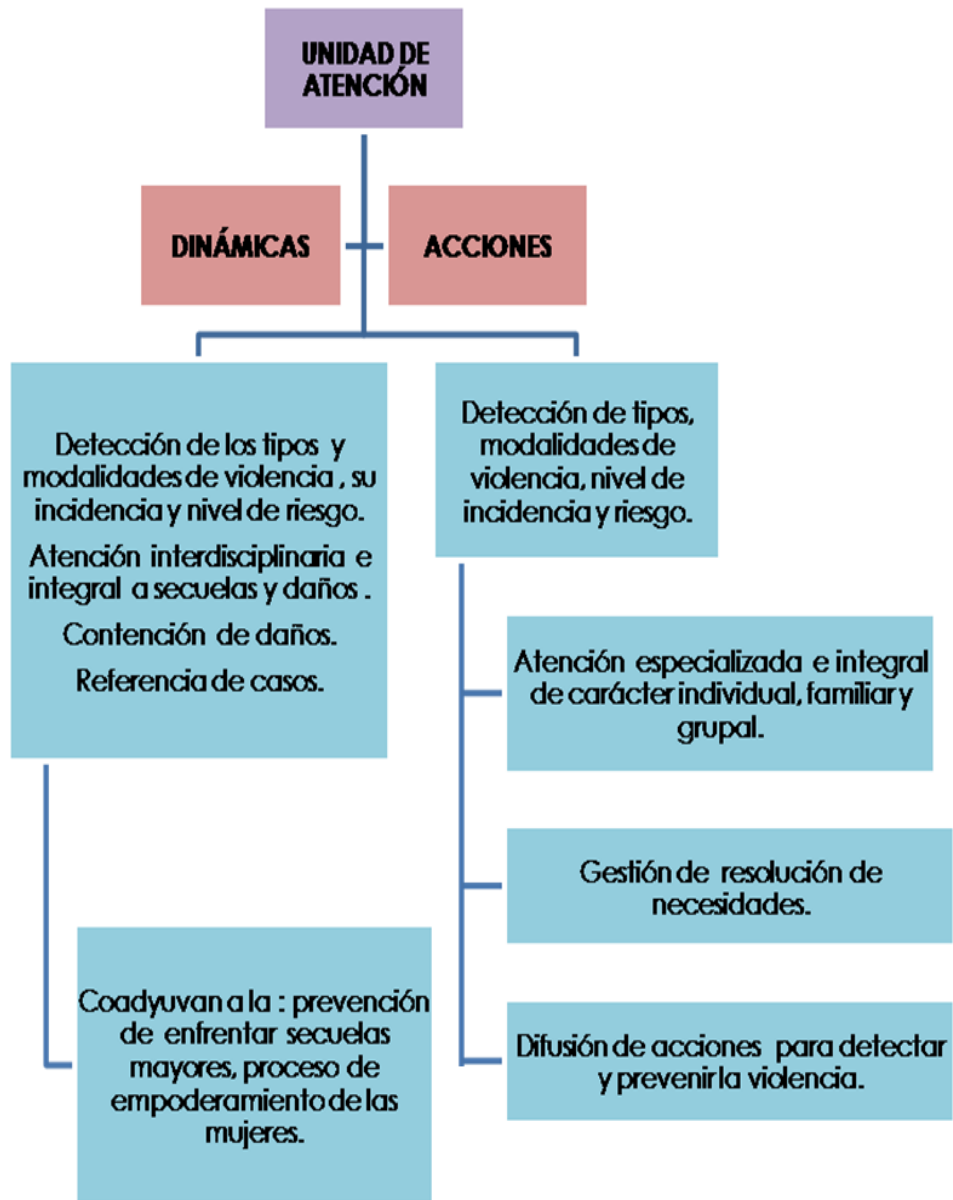 UNIDAD DE
ATENCIÓN
DINÁMICAS
ACCIONES
Detección de los tipos y
modalidades de violencia , su
incidencia y nivel de riesgo.
Atención interdisciplinaria e
integral a secuelas y daños .
Contención de daños.
Referencia de casos.
Coadyuvan a la : prevención
de enfrentar secuelas
mayores, proceso de
empoderamiento de las
mujeres.
Detección de tipos,
modalidades de
violencia, nivel de
incidencia y riesgo.
Atención especializada e integral
de carácter individual, familiar y
grupal.
Gestión de resolución de
necesidades.
Difusión de acciones para detectar
y prevenir la violencia.